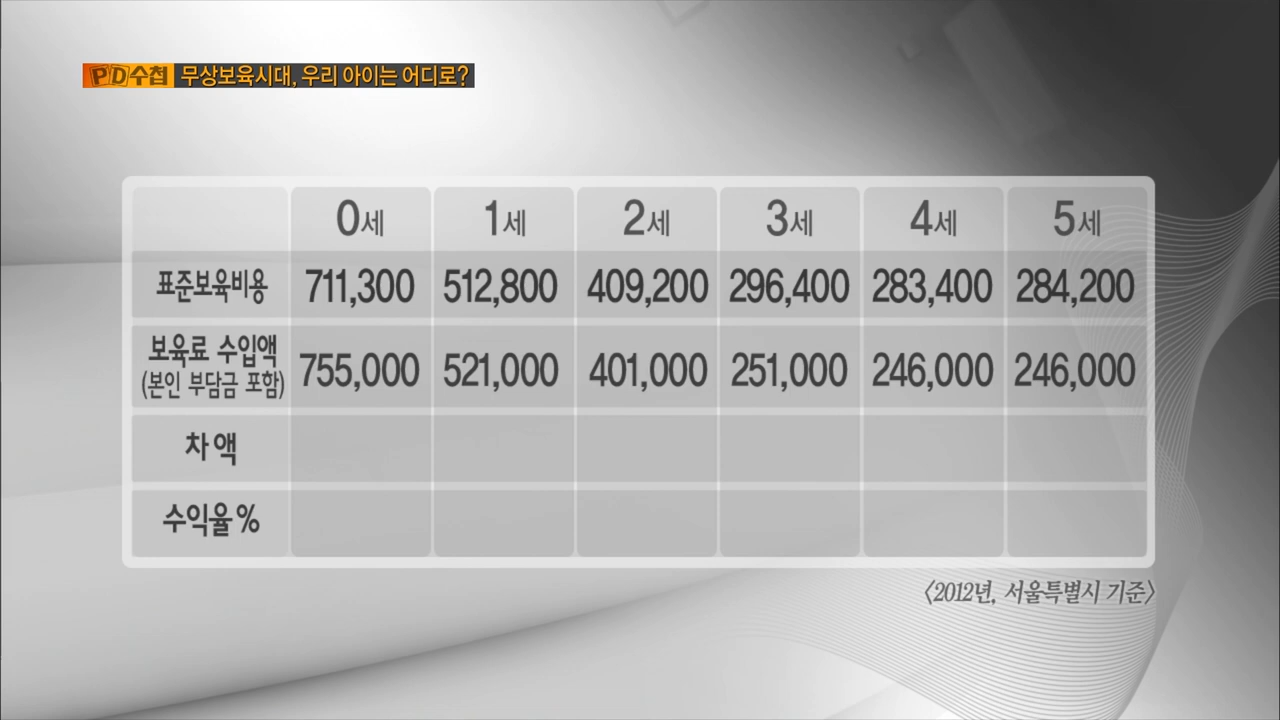 PD수첩 무상보육시대, 우리 아이는 어디로?
0세 1세 2세 3세 4세 5세
표준보육비용 711,300 512,800 409,200 296,400 283,400 284,200
보육료 수입액 755,000 521,000 401,000 251,000 246,000 246,000
(본인 부담금 포함)
차액
수익율 %
<2012년, 서울특별시 기준>